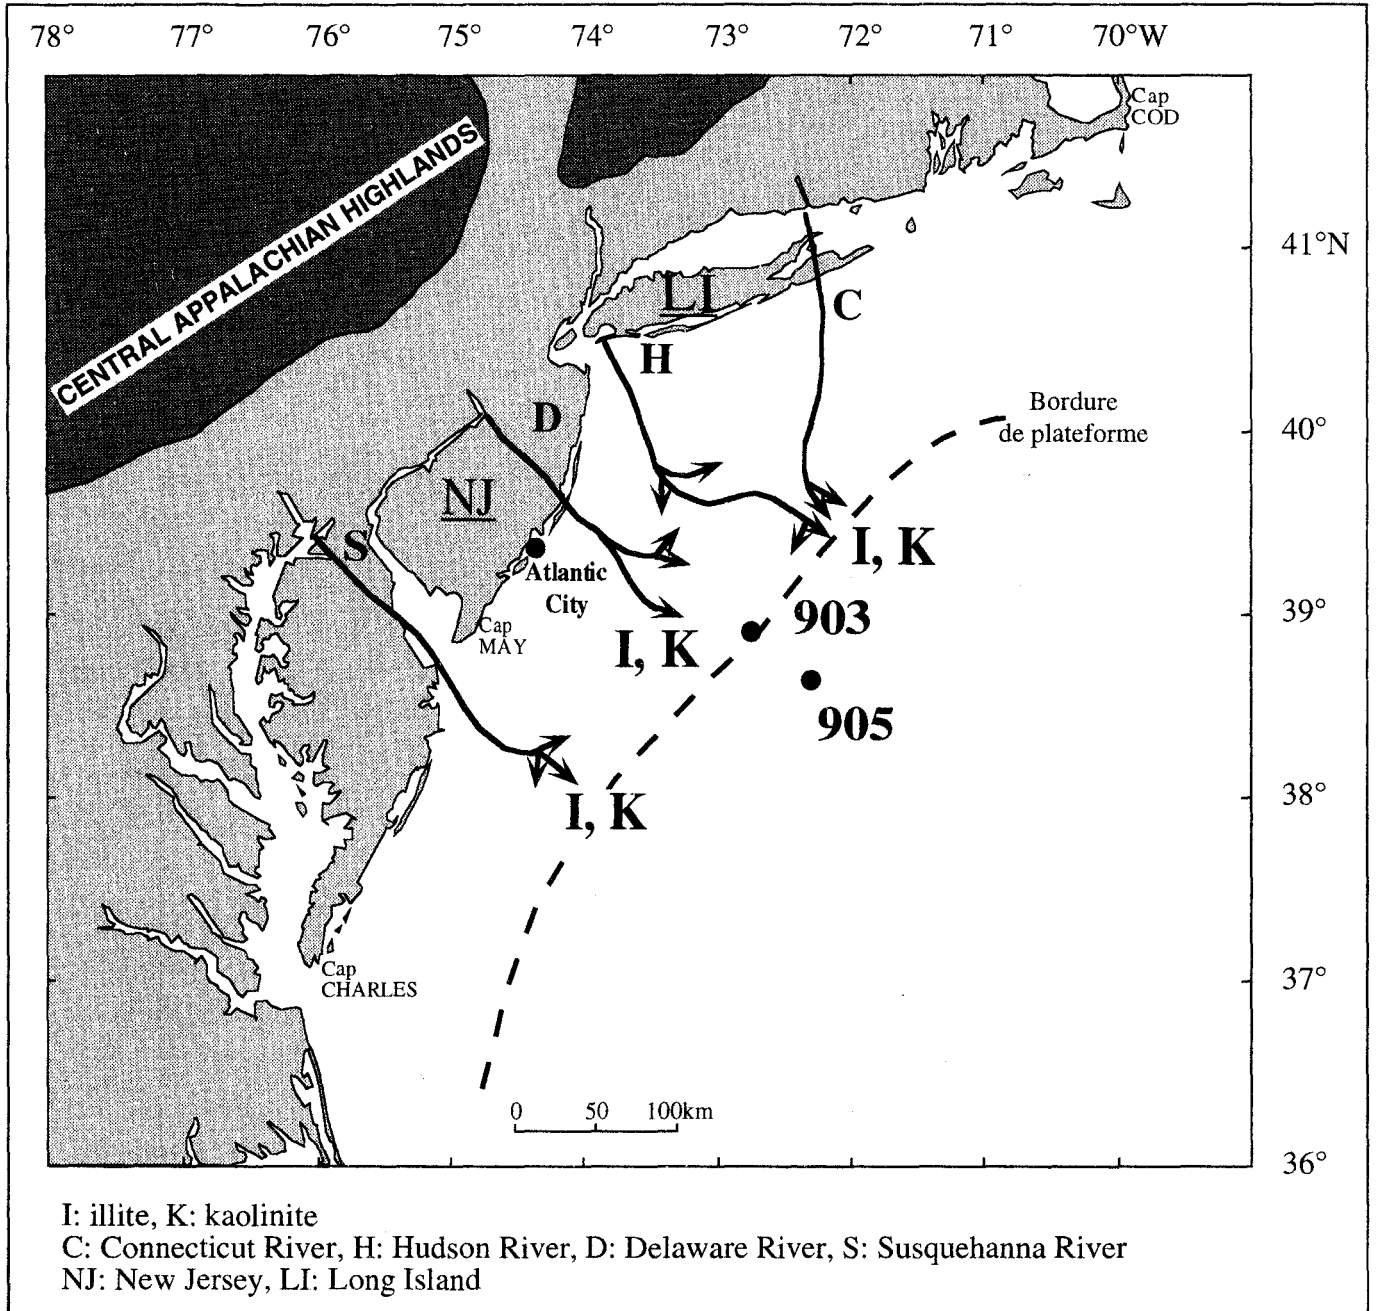 78° 77° 76° 75° 74° 73° 72° 71° 70°W
Cap
COD
CENTRAL APPALACHIAN HIGHLANDS
41°N
LI
C
H
Bordure
de plateforme
40°
D
NJ
S
I, K
Atlantic
City
903
39°
Cap
MAY
I, K
905
I, K
38°
Cap
CHARLES
37°
0 50 100km
36°
I: illite, K: kaolinite
C: Connecticut River, H: Hudson River, D: Delaware River, S: Susquehanna River
NJ: New Jersey, LI: Long Island